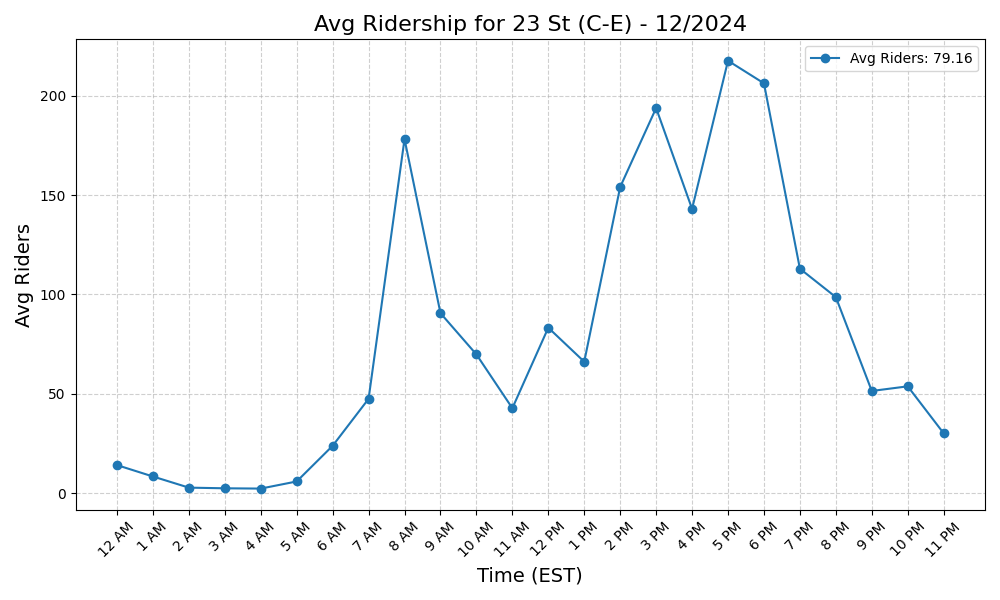 Avg Ridership for 23 St (C-E) - 12/2024
Avg Riders: 79.16
Avg Riders
200
150
100
50
0
12 AM
1 AM
2 AM
3 AM
4 AM
5 AM
6 AM
7 AM
8 AM
9 AM
10 AM
11 AM
12 PM
1 PM
2 PM
3 PM
4 PM
5 PM
6 PM
7 PM
8 PM
9 PM
10 PM
11 PM
Time (EST)